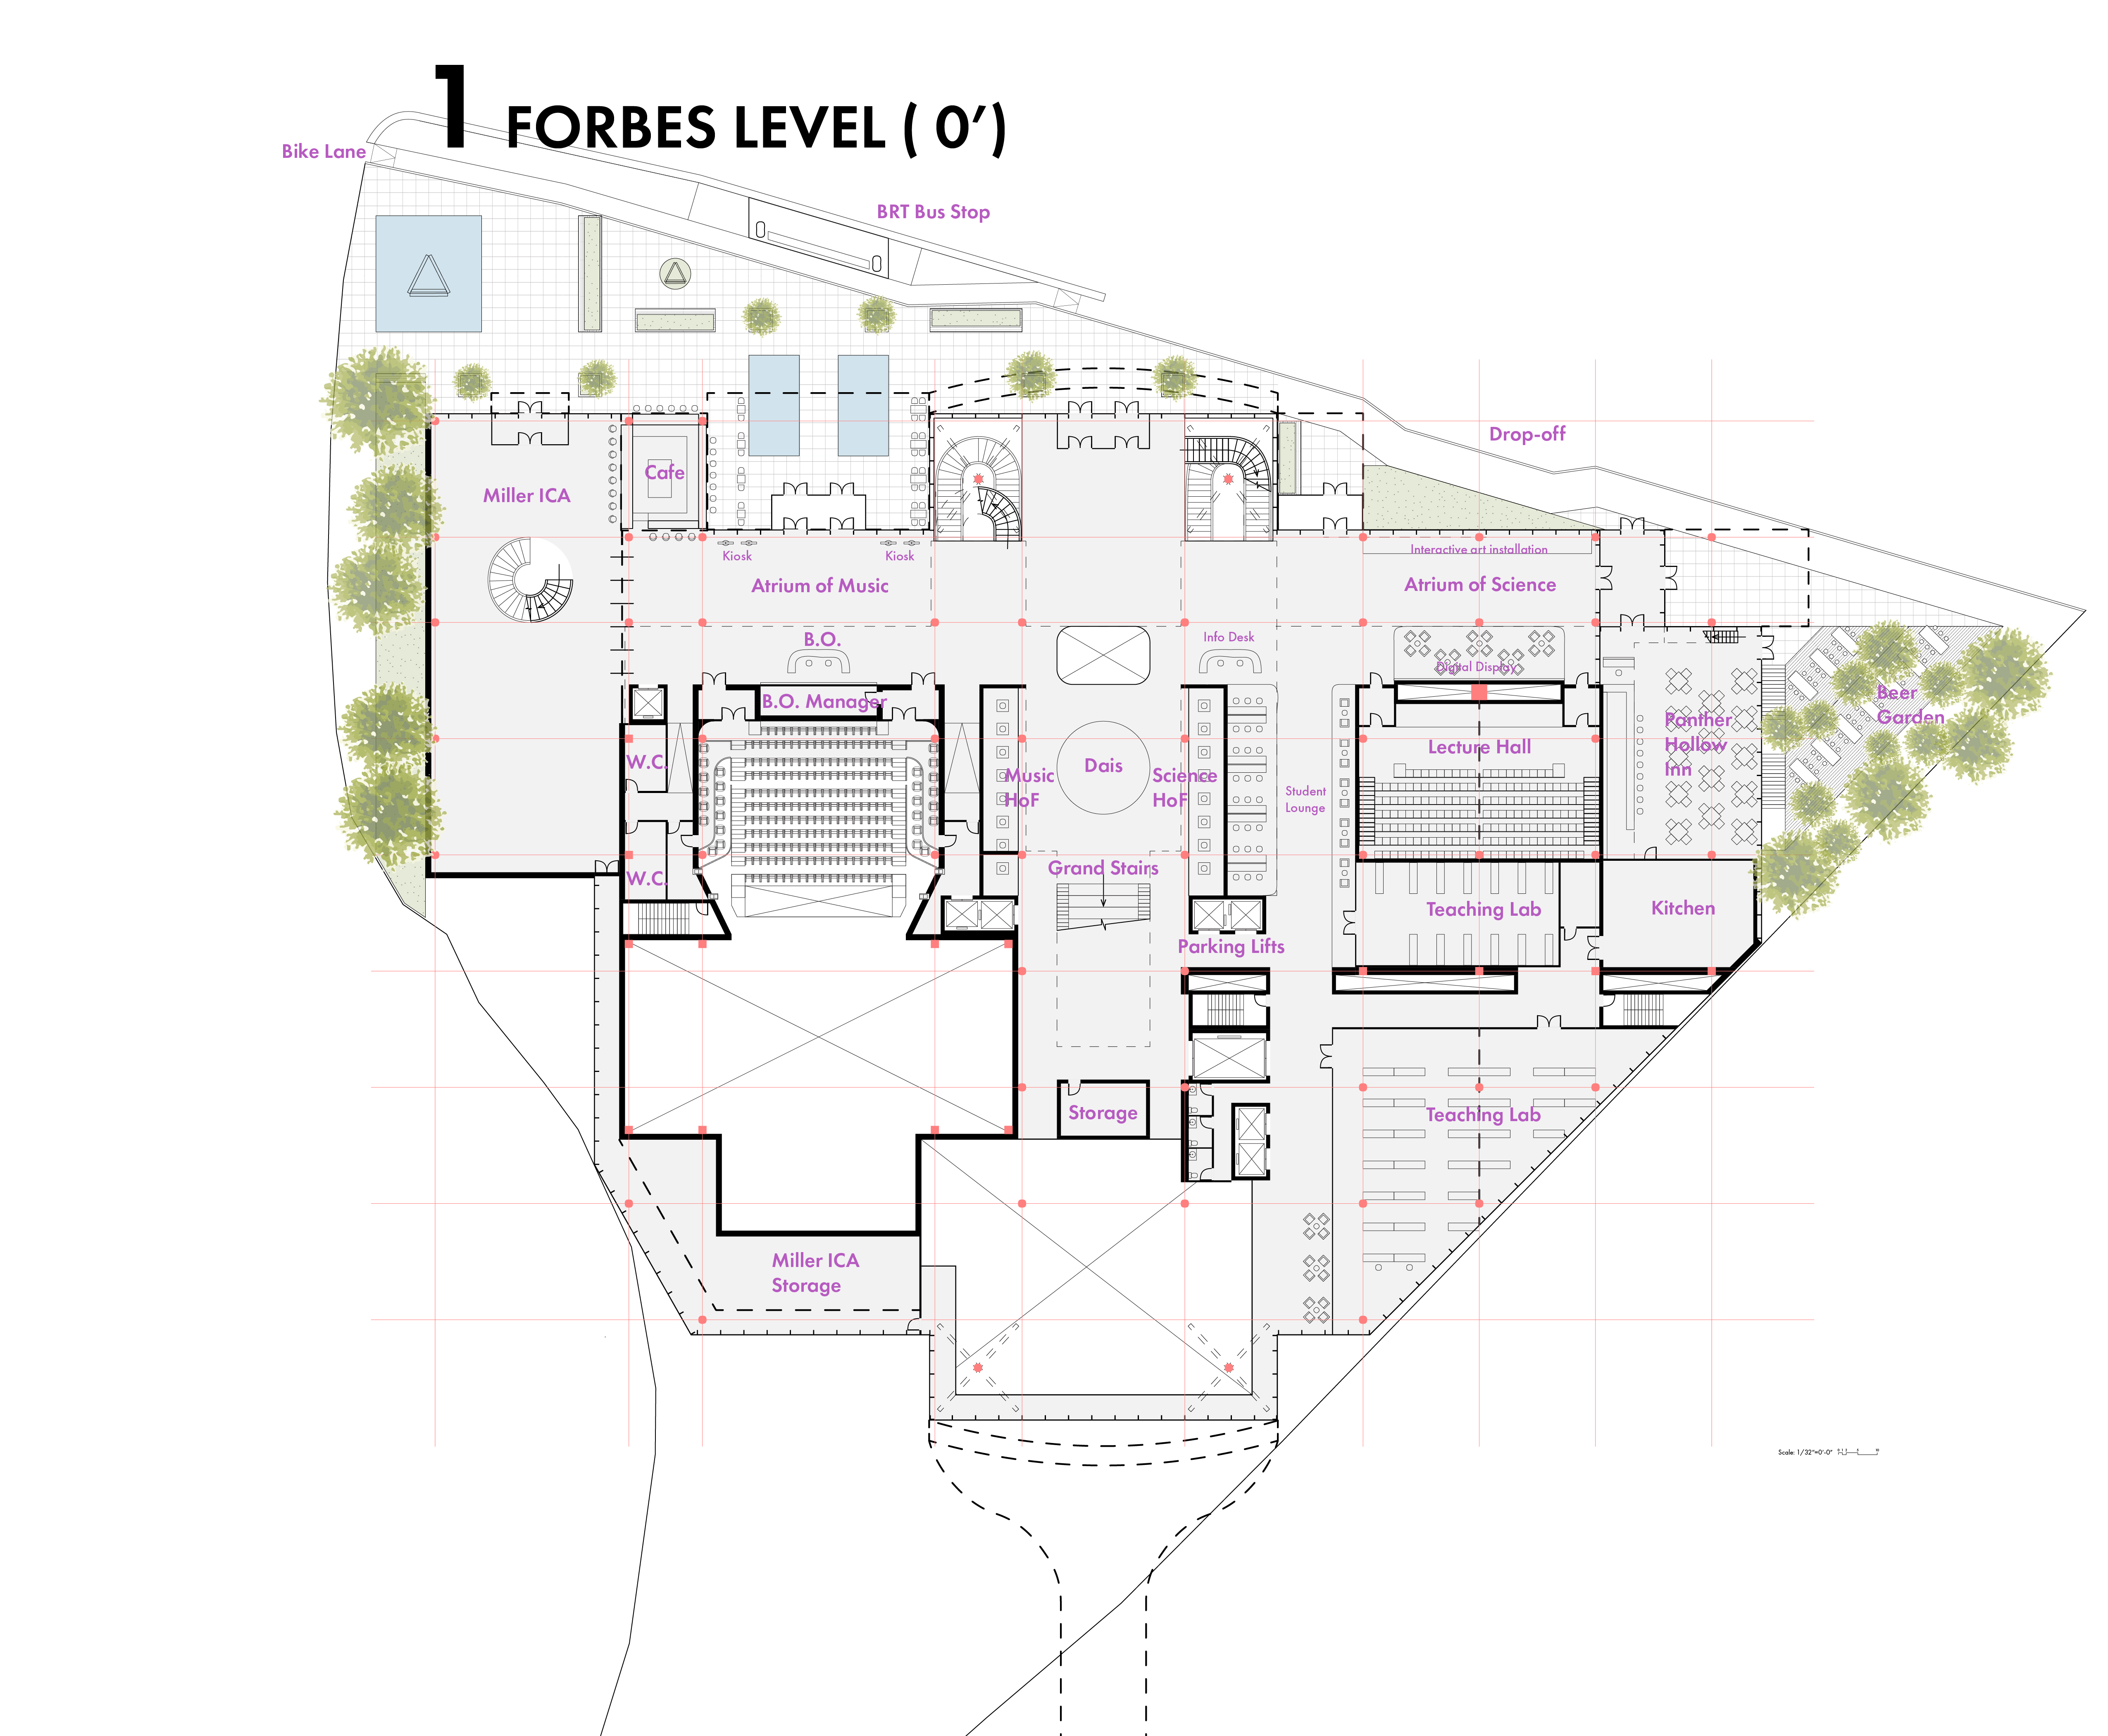 1 FORBES LEVEL ( 0’)
Bike Lane
BRT Bus Stop
Drop-off
Cafe
Miller ICA
Kiosk
Kiosk
Interactive art installation
Atrium of Music
Atrium of Science
B.O.
Info Desk
Digital Display
B.O. Manager
Beer
Garden
Panther
Hollow
Inn
Lecture Hall
W.C.
Dais
Music
HoF
Science
HoF
Student
Lounge
Grand Stairs
W.C.
Teaching Lab
Kitchen
Parking Lifts
Storage
Teaching Lab
Miller ICA
Storage
Scale: 1/32"=0'-0"